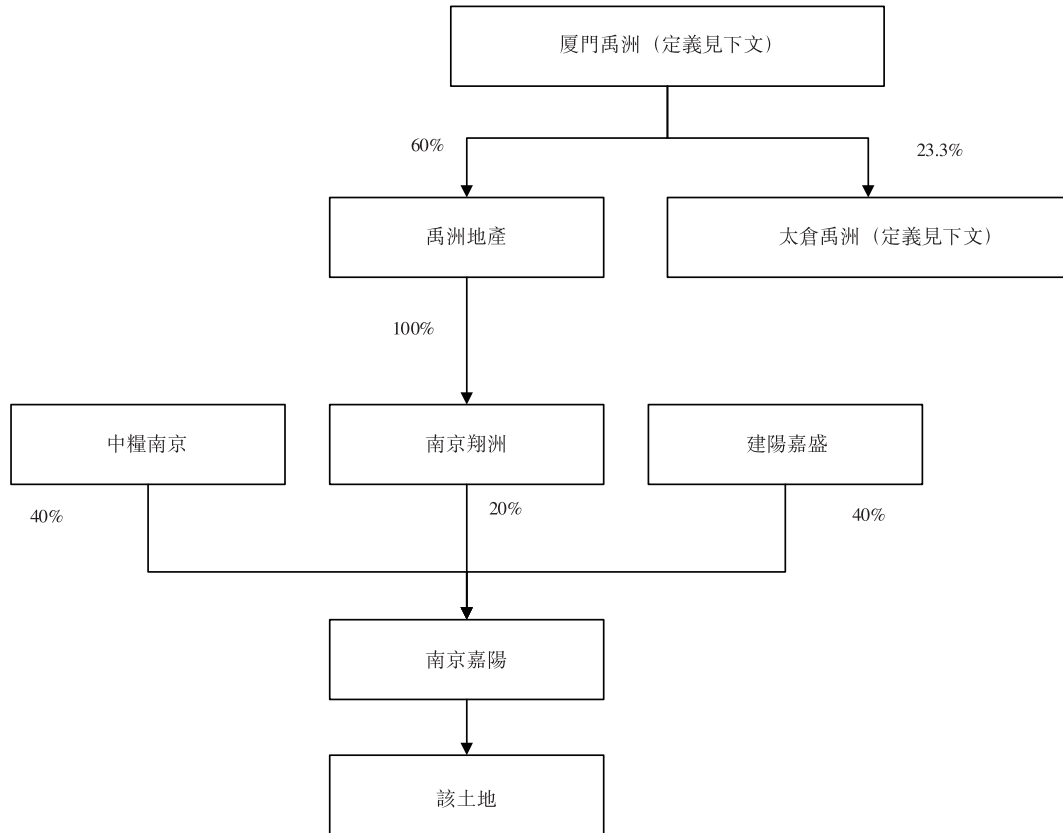 厦門禹洲（定義見下文）
60%
23.3%
禹洲地產
太倉禹洲（定義見下文）
100%
中糧南京
南京翔洲
建陽嘉盛
40%
20%
40%
南京嘉陽
該土地